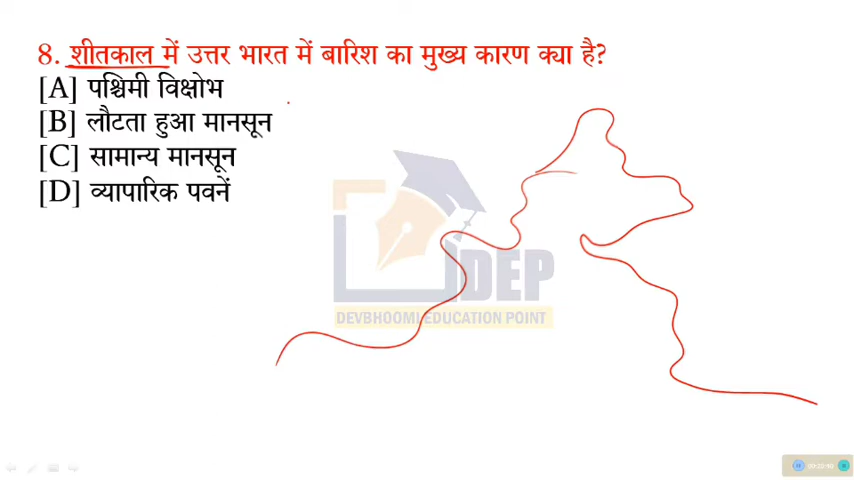 8. शीतकाल में उत्तर भारत में बारिश का मुख्य कारण क्या है?
[A] पश्चिमी विक्षोभ
[B] लौटता हुआ मानसून
[C] सामान्य मानसून
[D] व्यापारिक पवनें
DEP
DEVBHOOMI EDUCATION POINT